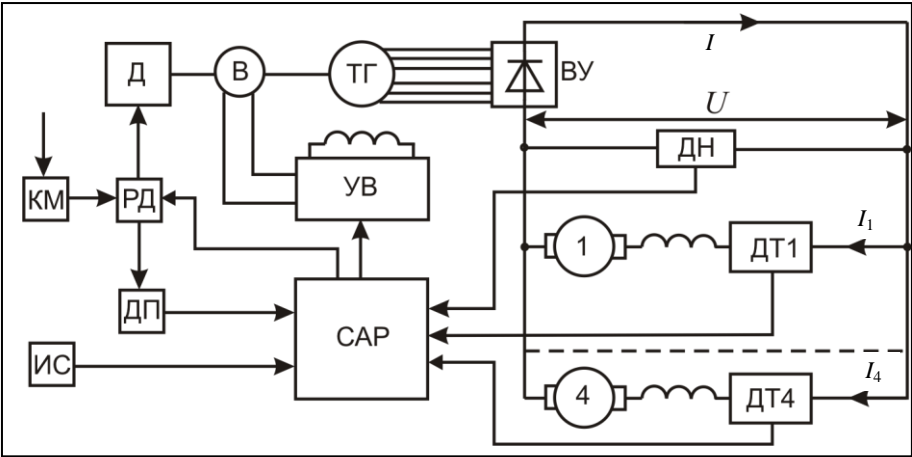 I
Д
В
ТГ
ВУ
U
ДН
УВ
КМ
РД
I1
1
ДТ1
ДП
САР
ИС
I4
4
ДТ4